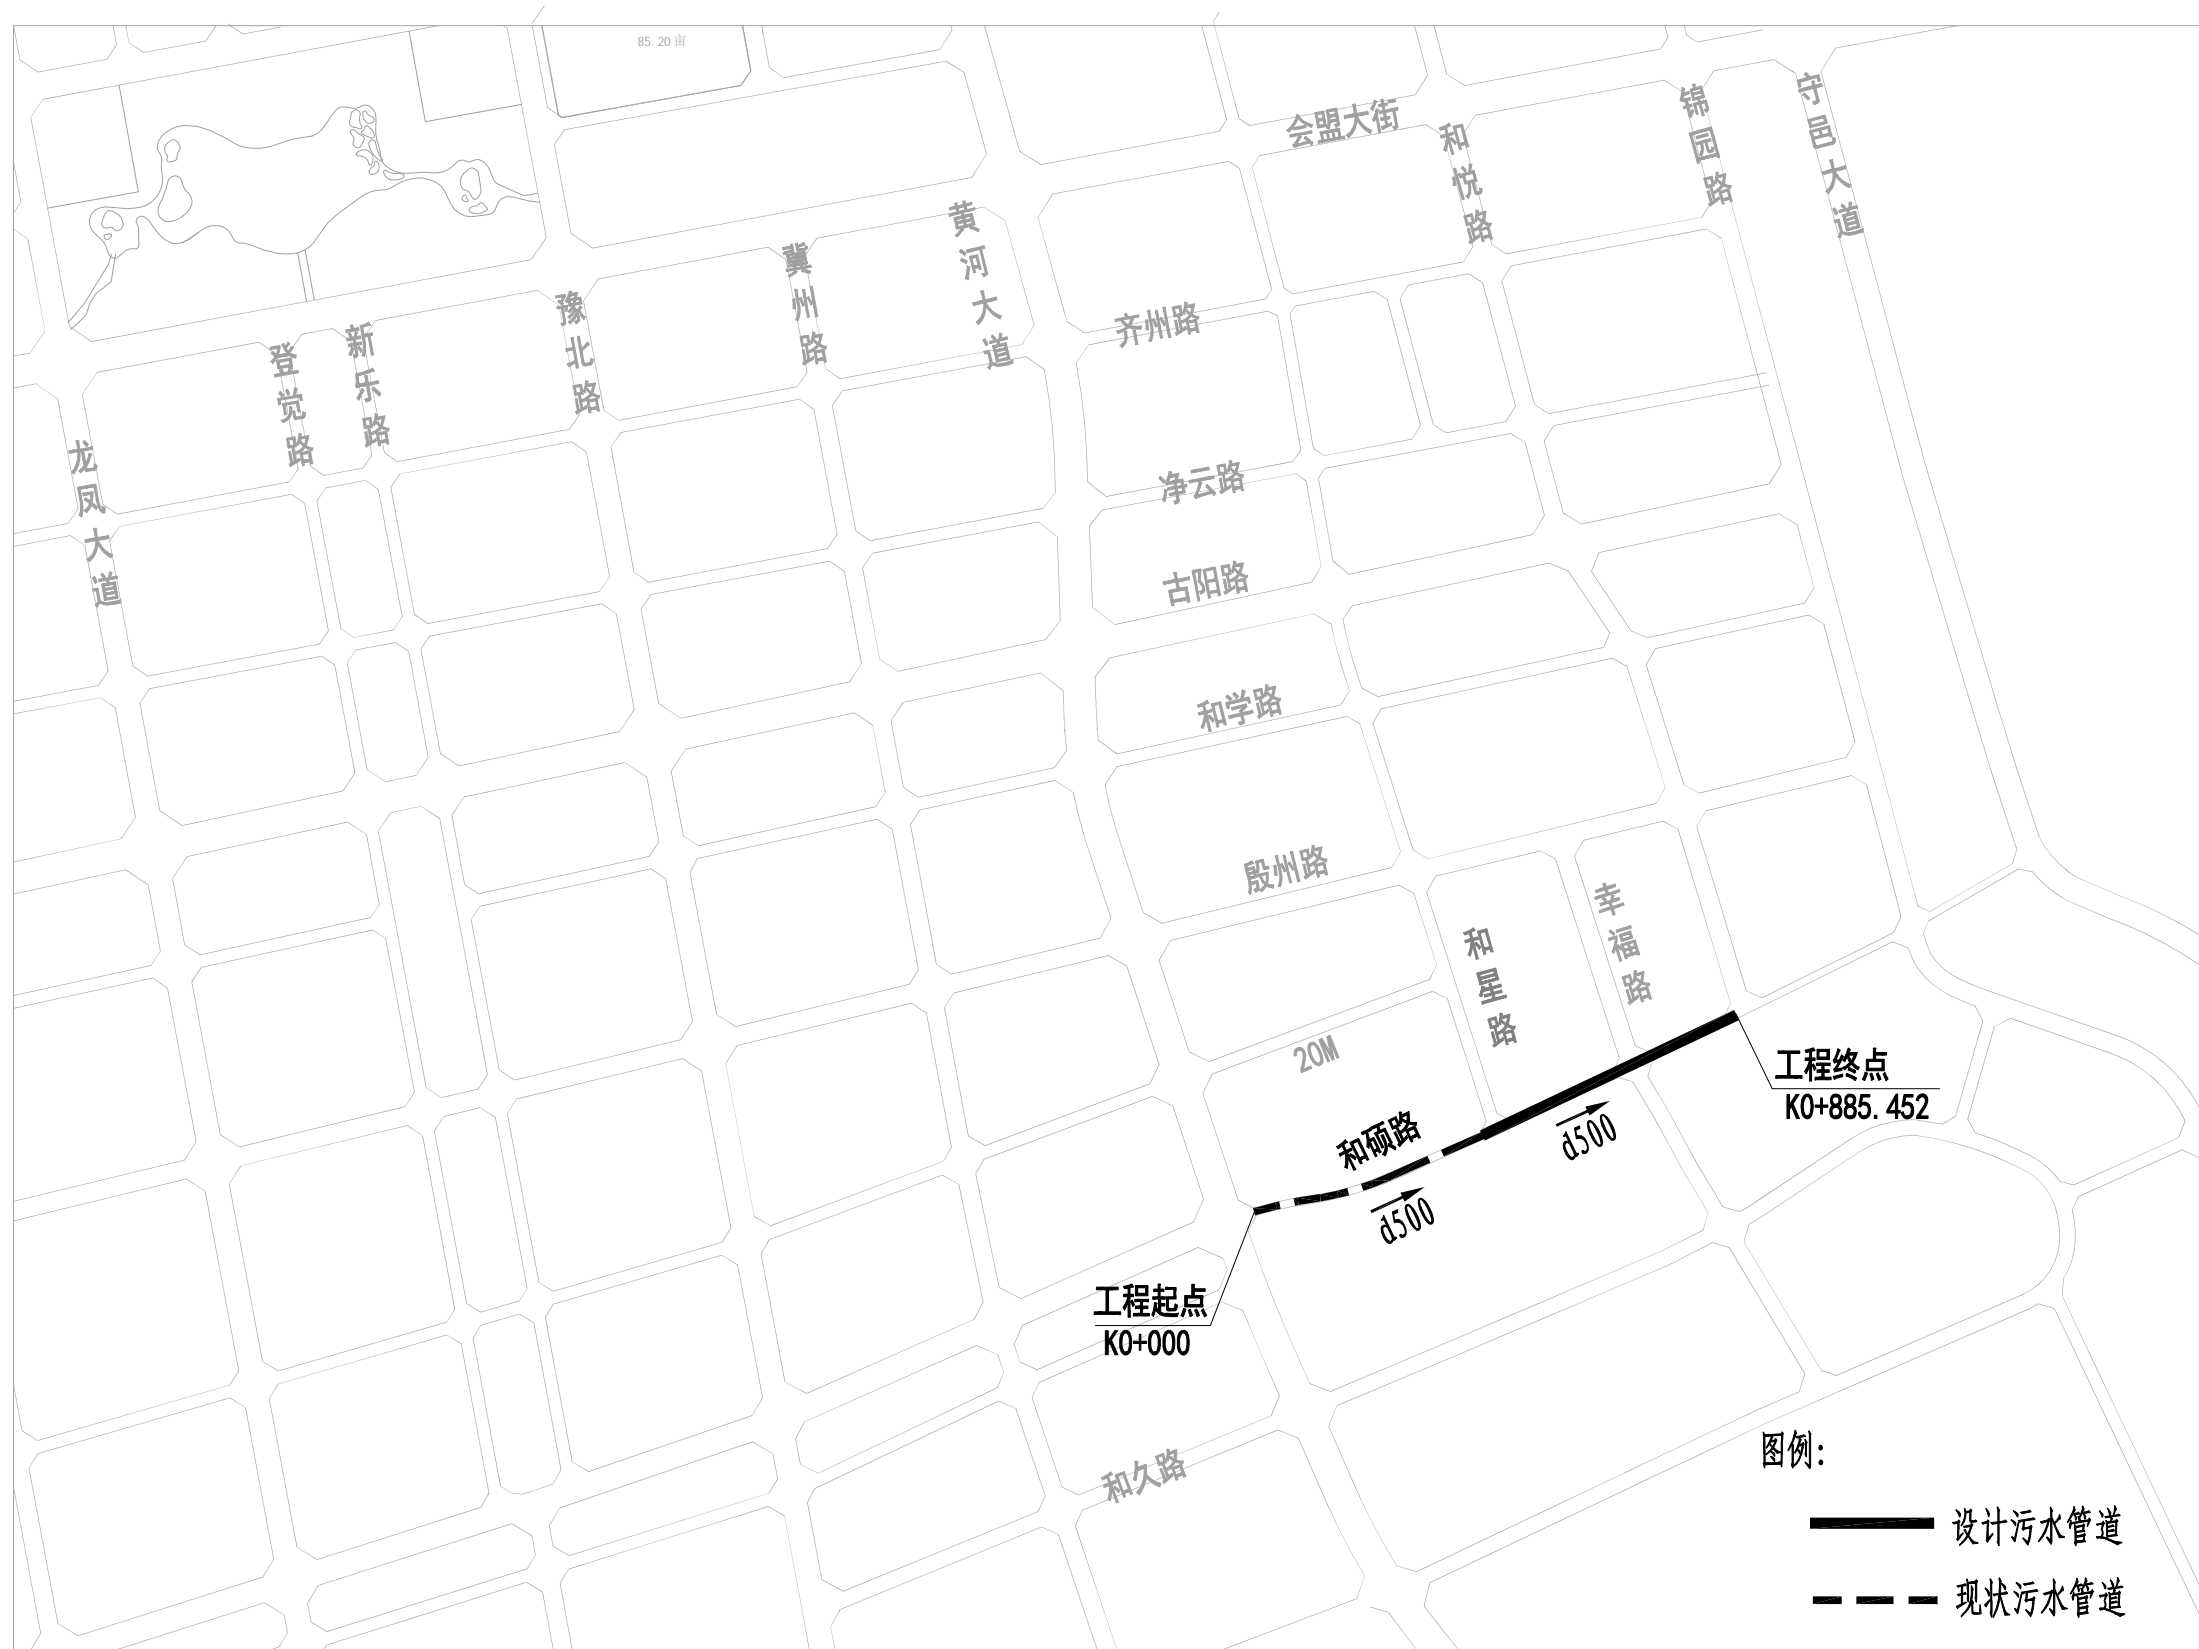 85.20亩
会盟大街
和悦路
锦园路
守邑大道
黄河大道
冀州路
豫北路
新乐路
登觉路
龙凤大道
齐州路
净云路
古阳路
和学路
殷州路
和星路
幸福路
20M
和硕路
d500
d500
工程终点
K0+885.452
工程起点
K0+000
和久路
图例:
设计污水管道
现状污水管道